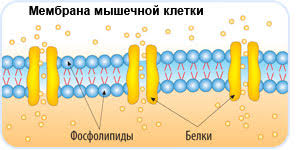 Мембрана мышечной клетки
Фосфолипиды
Белки